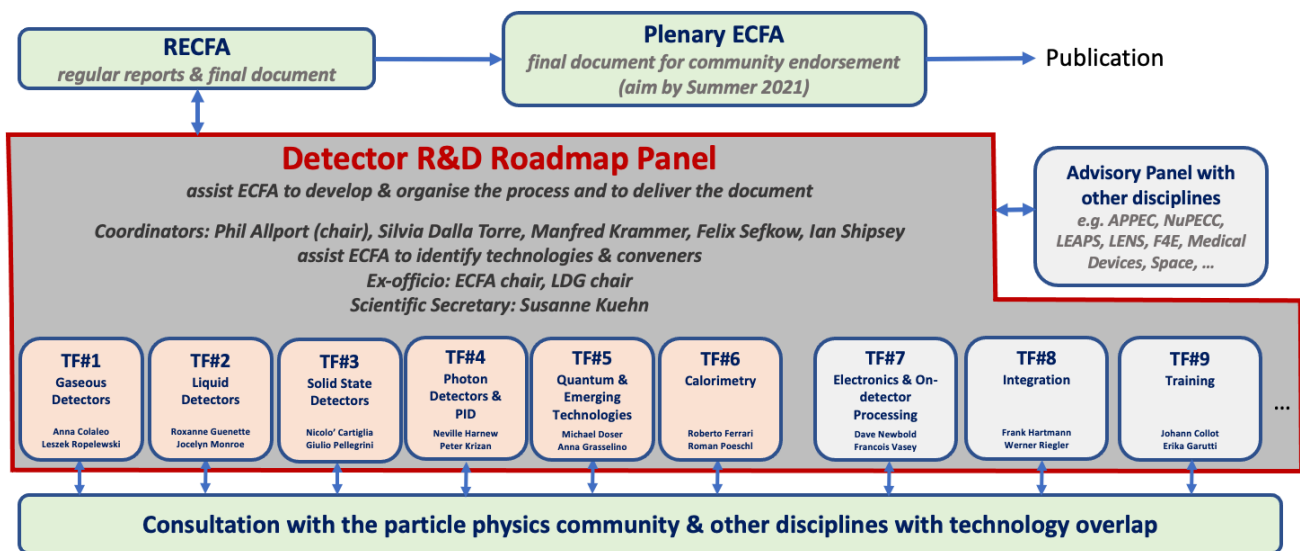 RECFA
regular reports & final document
Plenary ECFA
final document for community endorsement
(aim by Summer 2021)
Publication
Detector R&D Roadmap Panel
assist ECFA to develop & organise the process and to deliver the document
Coordinators: Phil Allport (chair), Silvia Dalla Torre, Manfred Krammer, Felix Sefkow, Ian Shipsey
assist ECFA to identify technologies & conveners
Ex-officio: ECFA chair, LDG chair
Scientific Secretary: Susanne Kuehn
Advisory Panel with
other disciplines
e.g. APPEC, NuPECC,
LEAPS, LENS, F4E, Medical
Devices, Space, …
TF#1
Gaseous
Detectors
Anna Colaleo
Leszek Ropelewski
TF#2
Liquid
Detectors
Roxanne Guenette
Jocelyn Monroe
TF#3
Solid State
Detectors
Nicolo' Cartiglia
Giulio Pellegrini
TF#4
Photon
Detectors &
PID
Neville Harnew
Peter Krizan
TF#5
Quantum &
Emerging
Technologies
Michael Doser
Anna Grasselino
TF#6
Calorimetry
Roberto Ferrari
Roman Poeschl
TF#7
Electronics & On-
detector
Processing
Dave Newbold
Francois Vasey
TF#8
Integration
Frank Hartmann
Werner Riegler
TF#9
Training
Johann Collot
Erika Garutti
...
Consultation with the particle physics community & other disciplines with technology overlap